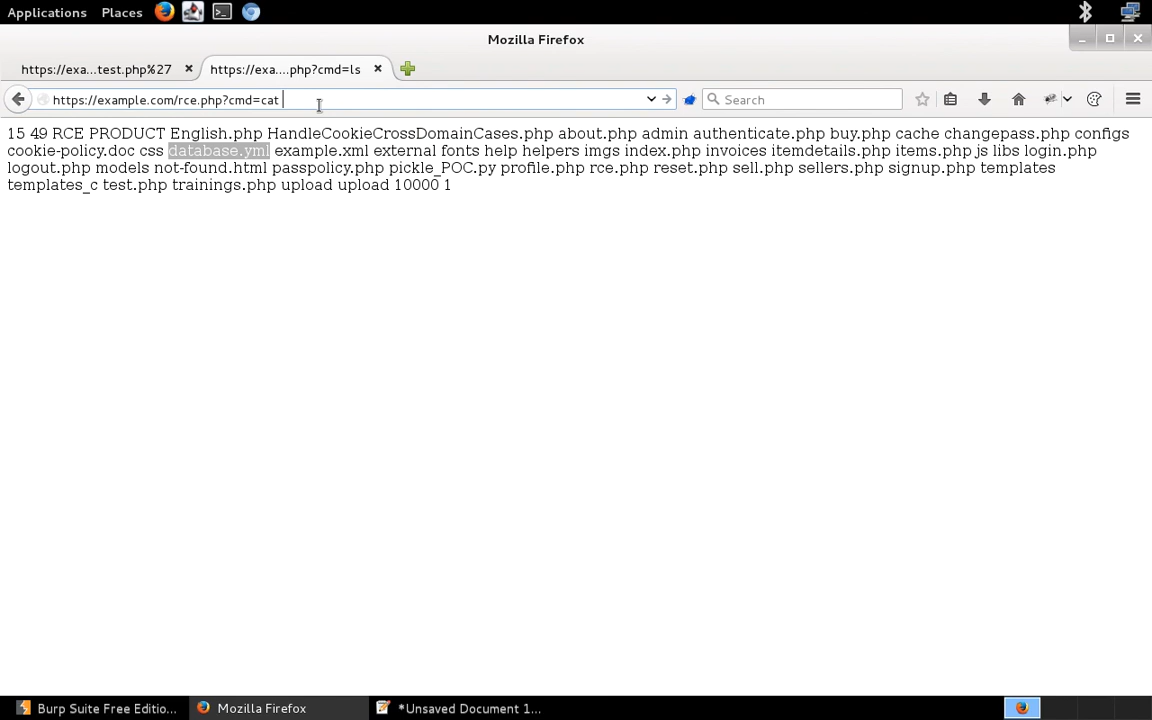 Applications Places
Mozilla Firefox
https://exa...test.php%27 https://exa....php?cmd=ls
https://example.com/rce.php?cmd=cat Search
15 49 RCE PRODUCT English.php HandleCookieCrossDomainCases.php about.php admin authenticate.php buy.php cache changepass.php configs
cookie-policy.doc css database.yml example.xml external fonts help helpers imgs index.php invoices itemdetails.php items.php js libs login.php
logout.php models not-found.html passpolicy.php pickle_POC.py profile.php rce.php reset.php sell.php sellers.php signup.php templates
templates_c test.php trainings.php upload upload 10000 1
Burp Suite Free Editio... Mozilla Firefox *Unsaved Document 1...